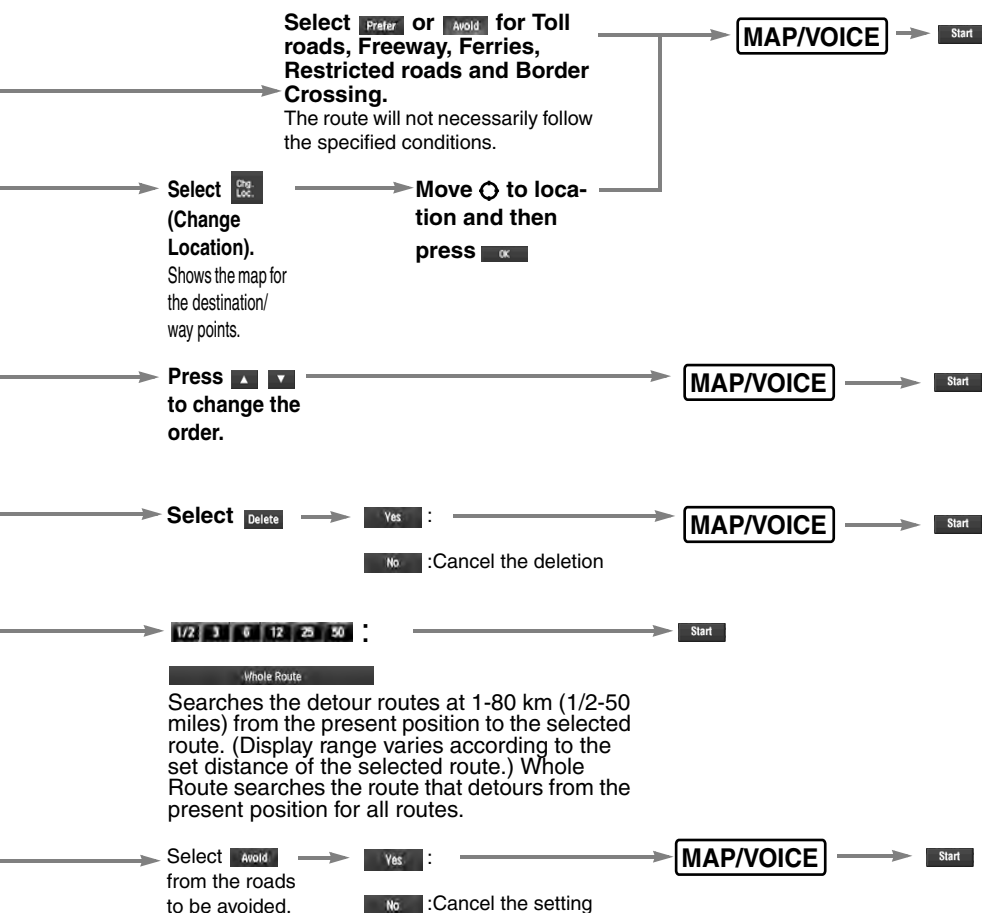 Select Prefer or Avoid for Toll
roads, Freeway, Ferries,
Restricted roads and Border
Crossing.
The route will not necessarily follow
the specified conditions.
MAP/VOICE
Start
Select Chg. Loc.
(Change
Location).
Shows the map for
the destination/
way points.
Move to loca-
tion and then
press OK
Press ▲ ▼
to change the
order.
MAP/VOICE
Start
Select Delete
Yes :
No :Cancel the deletion
MAP/VOICE
Start
1/2 3 6 12 25 50 :
Start
Whole Route
Searches the detour routes at 1-80 km (1/2-50
miles) from the present position to the selected
route. (Display range varies according to the
set distance of the selected route.) Whole
Route searches the route that detours from the
present position for all routes.
Select Avoid
from the roads
to be avoided.
Yes :
No :Cancel the setting
MAP/VOICE
Start